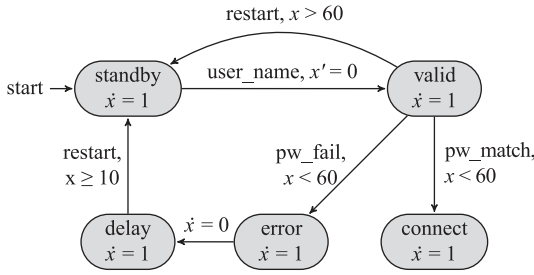 restart, x > 60
standby
ẋ = 1
user_name, x′ = 0
valid
ẋ = 1
start
restart,
x ≥ 10
pw_fail,
x < 60
pw_match,
x < 60
delay
ẋ = 1
ẋ = 0
error
ẋ = 1
connect
ẋ = 1